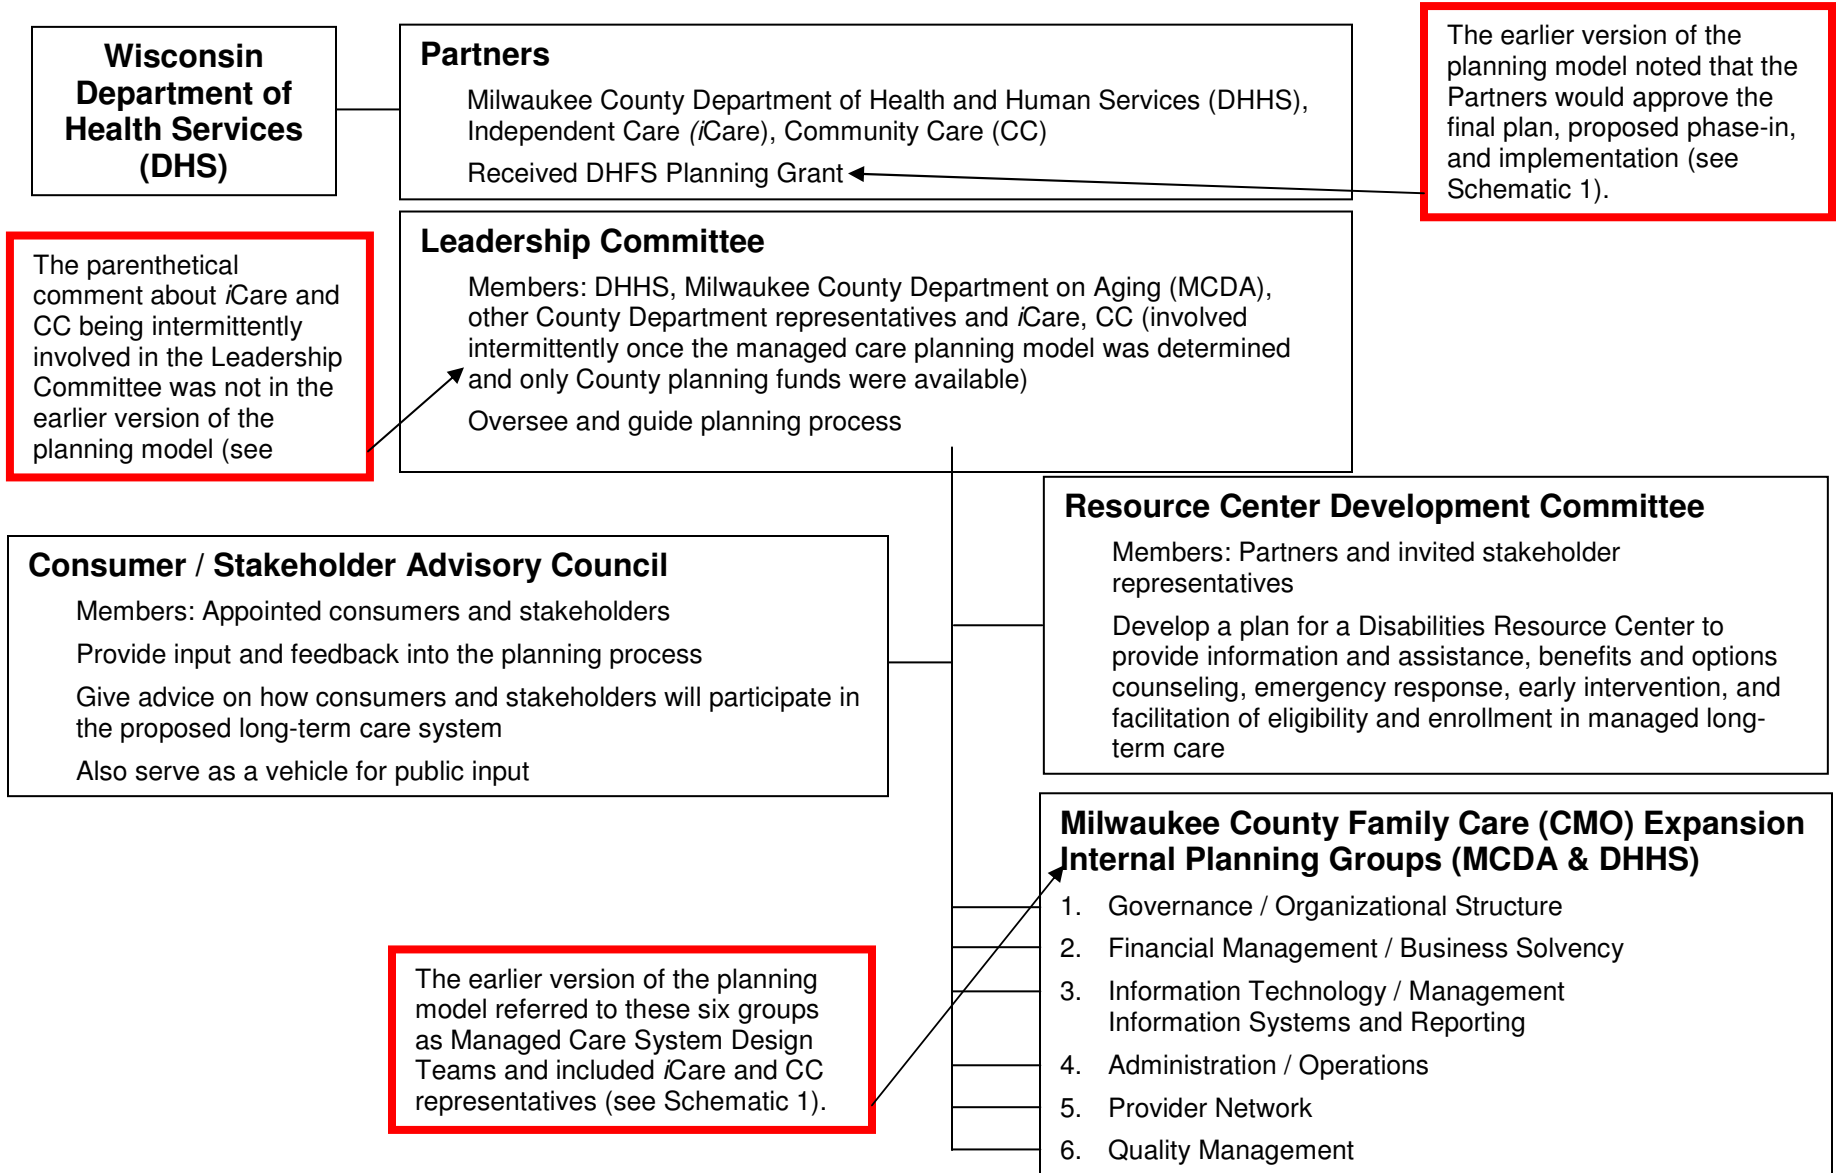 Wisconsin
Department of
Health Services
(DHS)
Partners
Milwaukee County Department of Health and Human Services (DHHS),
Independent Care (iCare), Community Care (CC)
Received DHFS Planning Grant
The earlier version of the
planning model noted that the
Partners would approve the
final plan, proposed phase-in,
and implementation (see
Schematic 1).
The parenthetical
comment about iCare and
CC being intermittently
involved in the Leadership
Committee was not in the
earlier version of the
planning model (see
Leadership Committee
Members: DHHS, Milwaukee County Department on Aging (MCDA),
other County Department representatives and iCare, CC (involved
intermittently once the managed care planning model was determined
and only County planning funds were available)
Oversee and guide planning process
Consumer / Stakeholder Advisory Council
Members: Appointed consumers and stakeholders
Provide input and feedback into the planning process
Give advice on how consumers and stakeholders will participate in
the proposed long-term care system
Also serve as a vehicle for public input
Resource Center Development Committee
Members: Partners and invited stakeholder
representatives
Develop a plan for a Disabilities Resource Center to
provide information and assistance, benefits and options
counseling, emergency response, early intervention, and
facilitation of eligibility and enrollment in managed long-
term care
The earlier version of the planning
model referred to these six groups
as Managed Care System Design
Teams and included iCare and CC
representatives (see Schematic 1).
Milwaukee County Family Care (CMO) Expansion
Internal Planning Groups (MCDA & DHHS)
1. Governance / Organizational Structure
2. Financial Management / Business Solvency
3. Information Technology / Management
Information Systems and Reporting
4. Administration / Operations
5. Provider Network
6. Quality Management